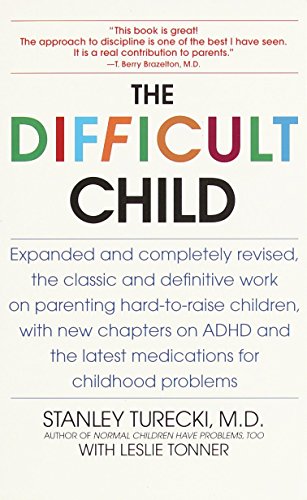 "This book is great!
The approach to discipline is one of the best I have seen.
It is a real contribution to parents."
—T. Berry Brazelton, M.D.
THE
DIFFICULT
CHILD
Expanded and completely revised,
the classic and definitive work
on parenting hard-to-raise children,
with new chapters on ADHD and
the latest medications for
childhood problems
STANLEY TURECKI, M.D.
AUTHOR OF NORMAL CHILDREN HAVE PROBLEMS, TOO
WITH LESLIE TONNER